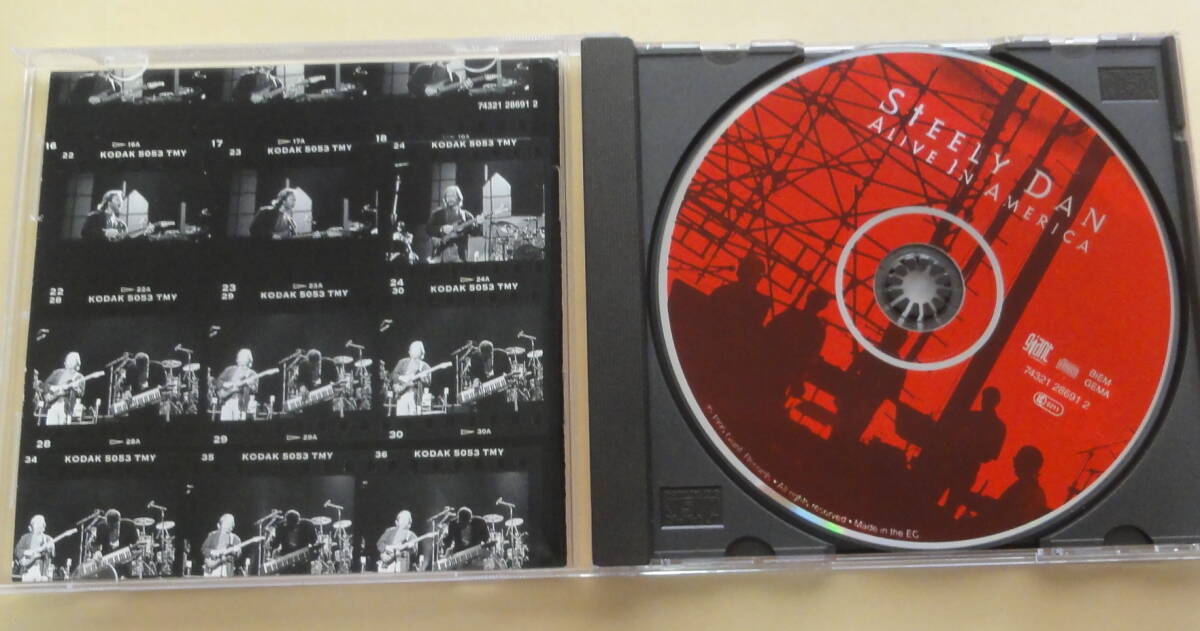 74321 28691 2
16 16A 17 17A 18 18A
22 KODAK 5053 TMY 23 KODAK 5053 TMY 24 KODAK 5053 TMY
22 22A 23 23A 24 24A
28 KODAK 5053 TMY 29 KODAK 5053 TMY 30 KODAK 5053 TMY
28 28A 29 29A 30 30A
34 KODAK 5053 TMY 35 KODAK 5053 TMY 36 KODAK 5053 TMY
STEELY DAN
ALIVE IN AMERICA
giant
BIEM
GEMA
74321 28691 2
Giant Records • All rights reserved • Made in the EC